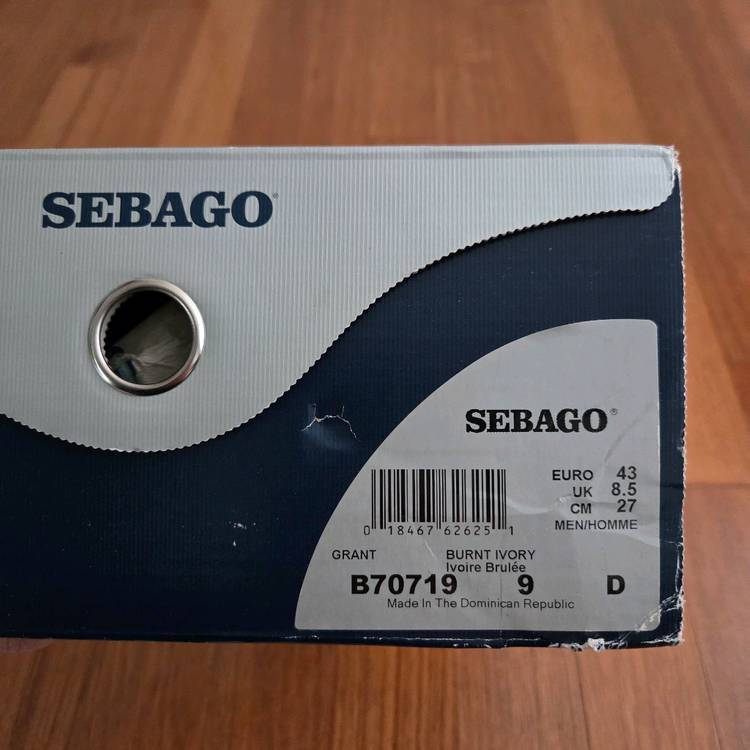 SEBAGO®
SEBAGO®
EURO 43
UK 8.5
CM 27
MEN/HOMME
0 18467 62625 1
GRANT BURNT IVORY
Ivoire Brulée
B70719 9 D
Made In The Dominican Republic